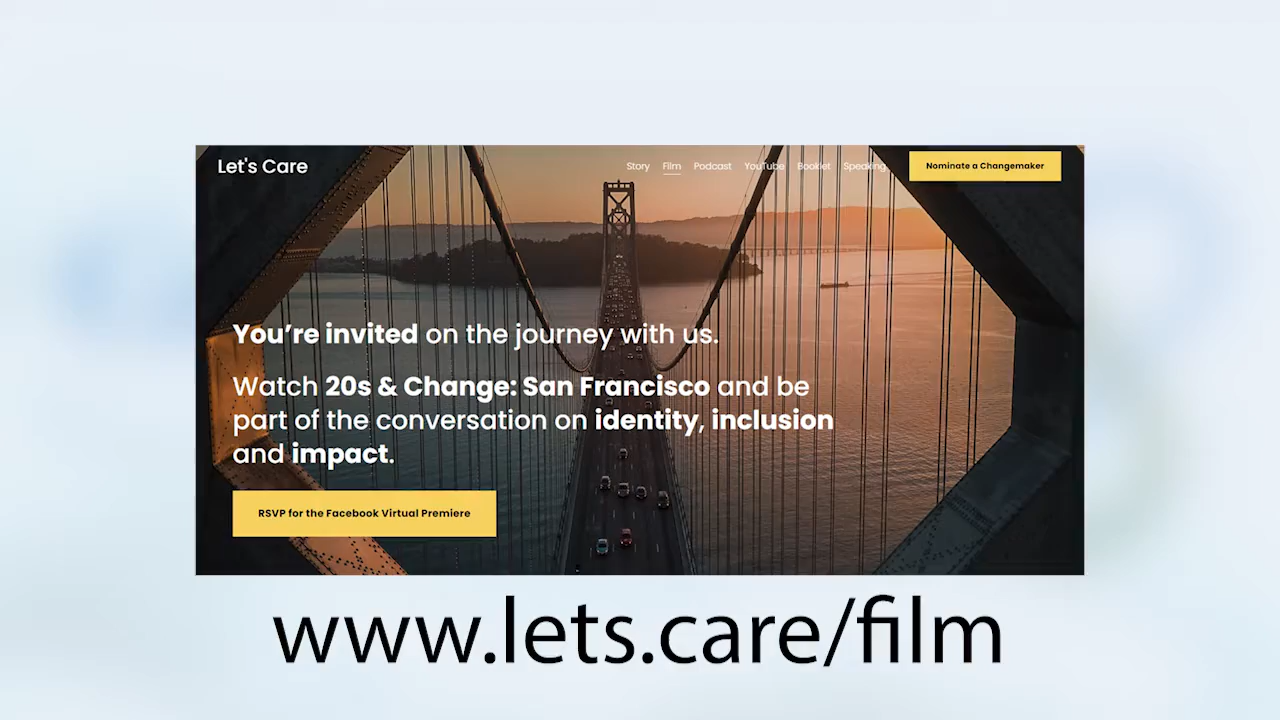 Let's Care
Story Film Podcast YouTube Booklet Speaking Nominate a Changemaker
You're invited on the journey with us.
Watch 20s & Change: San Francisco and be
part of the conversation on identity, inclusion
and impact.
RSVP for the Facebook Virtual Premiere
www.lets.care/film